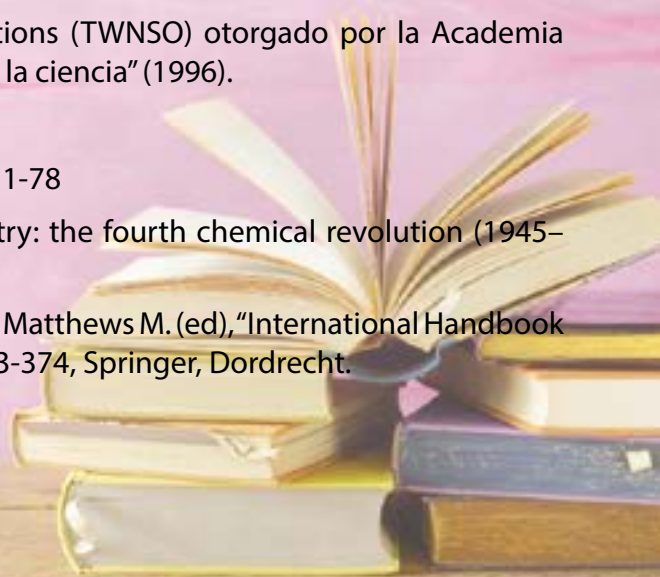 tions (TWNSO) otorgado por la Academia
la ciencia” (1996).
1-78
try: the fourth chemical revolution (1945–
Matthews M. (ed), “International Handbook
3-374, Springer, Dordrecht.